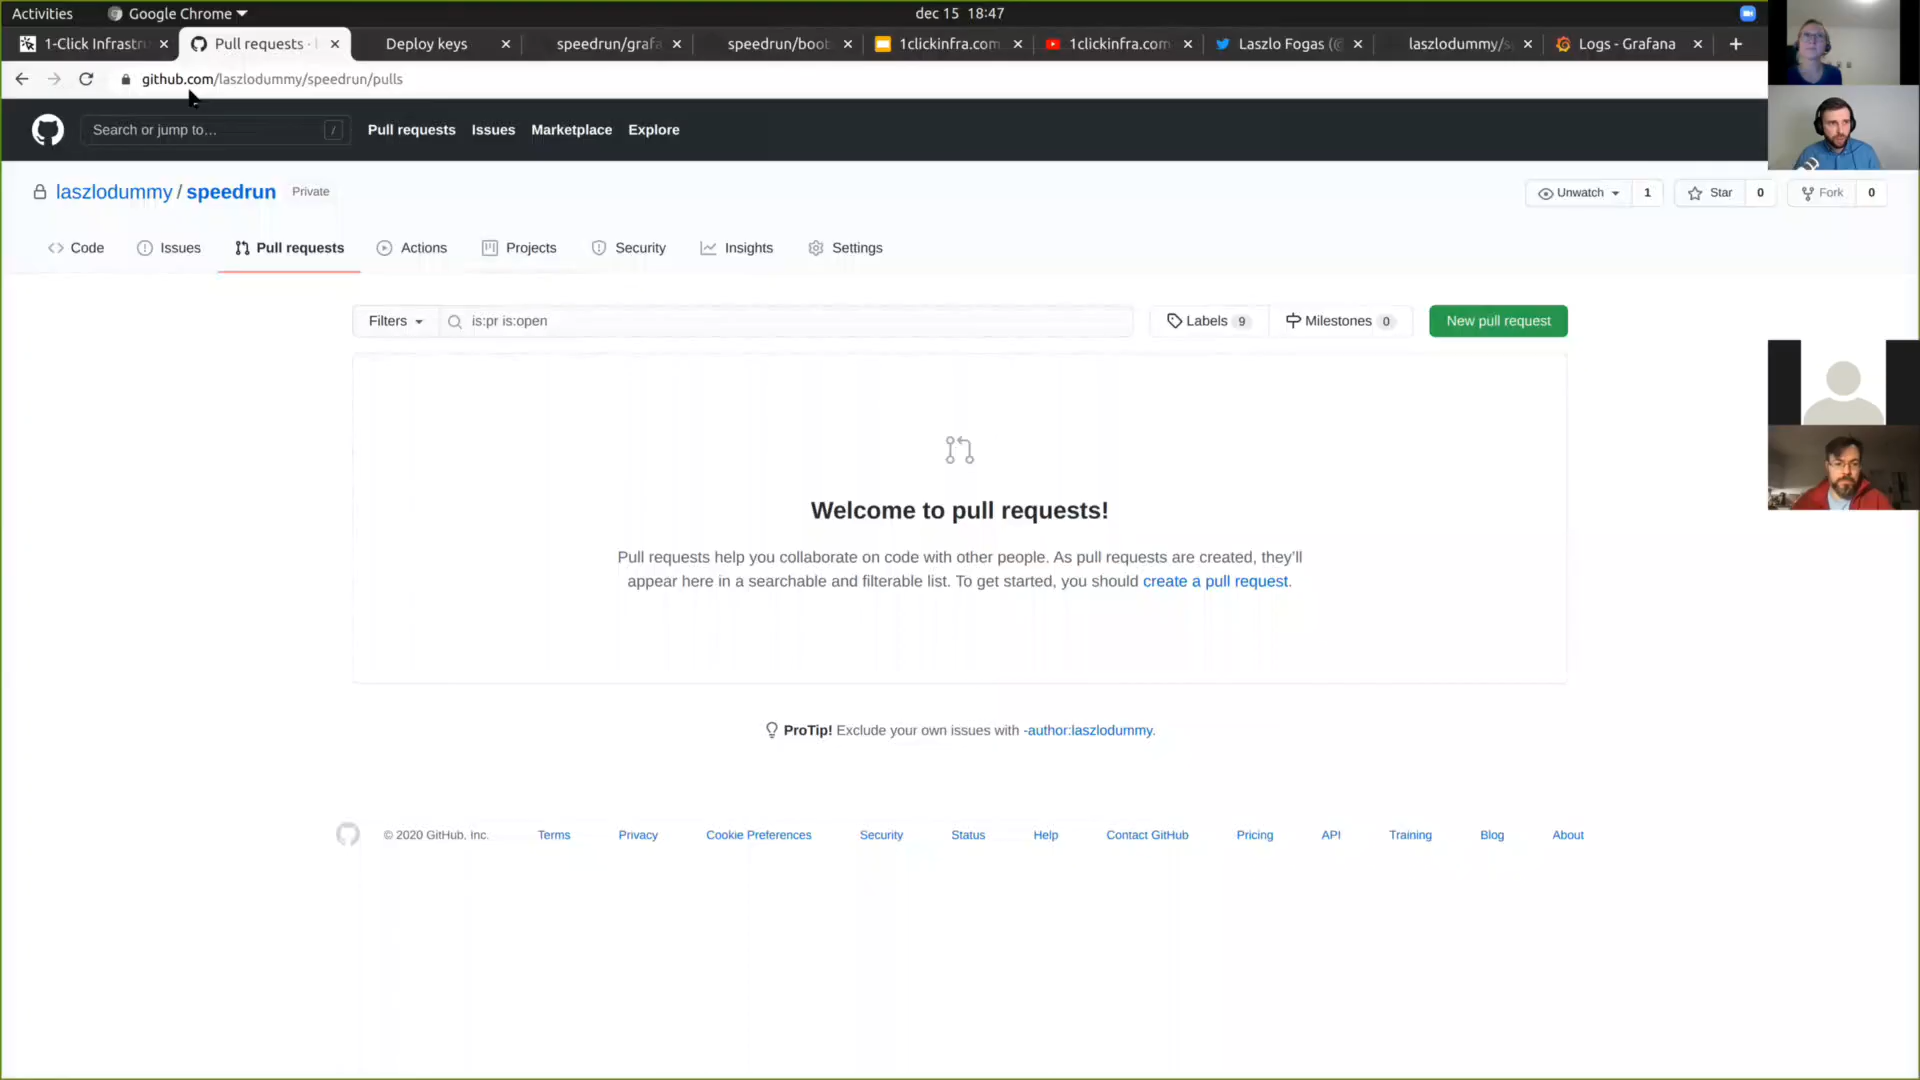 Activities
Google Chrome
dec 15 18:47
1-Click Infrastru
Pull requests ·
Deploy keys
speedrun/grafa
speedrun/boot
1clickinfra.com
1clickinfra.com
Laszlo Fogas (@
laszlodummy/s
Logs - Grafana
github.com/laszlodummy/speedrun/pulls
Search or jump to...
/
Pull requests
Issues
Marketplace
Explore
laszlodummy / speedrun
Private
Unwatch
1
Star
0
Fork
0
Code
Issues
Pull requests
Actions
Projects
Security
Insights
Settings
Filters
is:pr is:open
Labels 9
Milestones 0
New pull request
Welcome to pull requests!
Pull requests help you collaborate on code with other people. As pull requests are created, they'll
appear here in a searchable and filterable list. To get started, you should create a pull request.
ProTip! Exclude your own issues with -author:laszlodummy.
© 2020 GitHub, Inc.
Terms
Privacy
Cookie Preferences
Security
Status
Help
Contact GitHub
Pricing
API
Training
Blog
About